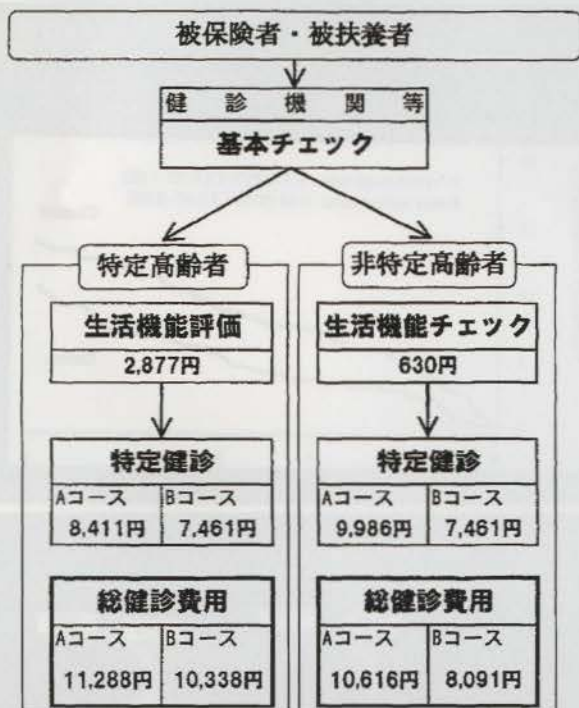 被保険者・被扶養者
健診機関等
基本チェック
特定高齢者
非特定高齢者
生活機能評価
2,877円
生活機能チェック
630円
特定健診
Aコース Bコース
8,411円 7,461円
特定健診
Aコース Bコース
9,986円 7,461円
総健診費用
Aコース Bコース
11,288円 10,338円
総健診費用
Aコース Bコース
10,616円 8,091円